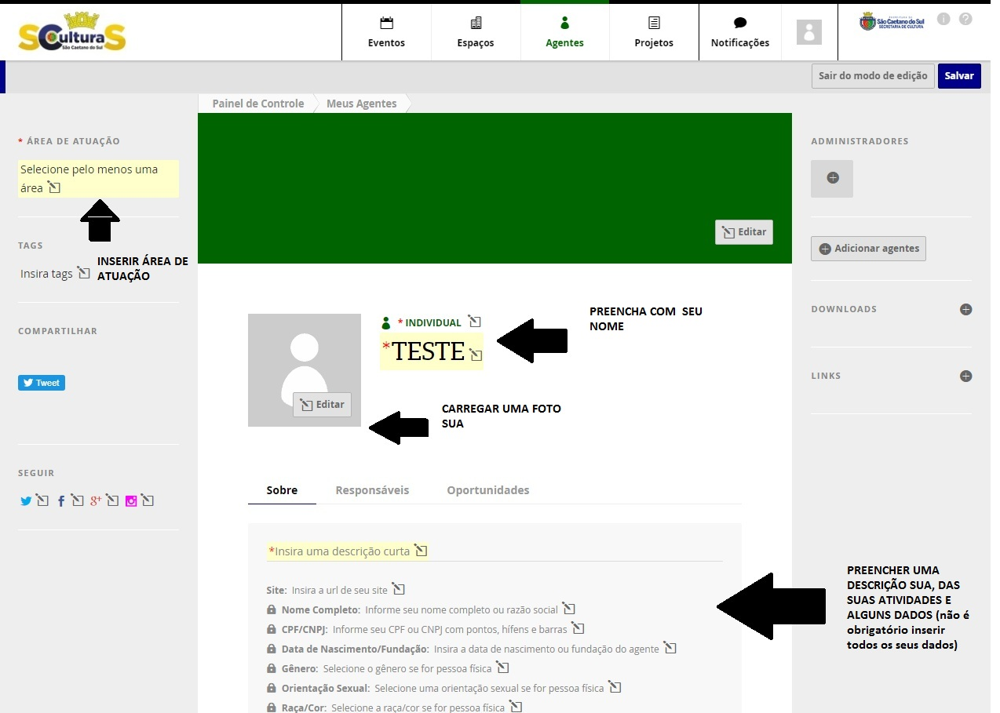 SCulturaS
São Caetano do Sul
Eventos
Espaços
Agentes
Projetos
Notificações
São Caetano do Sul
SECRETARIA DE CULTURA
Sair do modo de edição
Salvar
Painel de Controle
Meus Agentes
* ÁREA DE ATUAÇÃO
Selecione pelo menos uma
área
INSERIR ÁREA DE
ATUAÇÃO
TAGS
Insira tags
COMPARTILHAR
Tweet
SEGUIR
Editar
* INDIVIDUAL
*TESTE
PREENCHA COM SEU
NOME
Editar
CARREGAR UMA FOTO
SUA
Sobre
Responsáveis
Oportunidades
*Insira uma descrição curta
Site: Insira a url de seu site
Nome Completo: Informe seu nome completo ou razão social
CPF/CNPJ: Informe seu CPF ou CNPJ com pontos, hífens e barras
Data de Nascimento/Fundação: Insira a data de nascimento ou fundação do agente
Gênero: Selecione o gênero se for pessoa física
Orientação Sexual: Selecione uma orientação sexual se for pessoa física
Raça/Cor: Selecione a raça/cor se for pessoa física
ADMINISTRADORES
Adicionar agentes
DOWNLOADS
LINKS
PREENCHER UMA
DESCRIÇÃO SUA, DAS
SUAS ATIVIDADES E
ALGUNS DADOS (não é
obrigatório inserir
todos os seus dados)